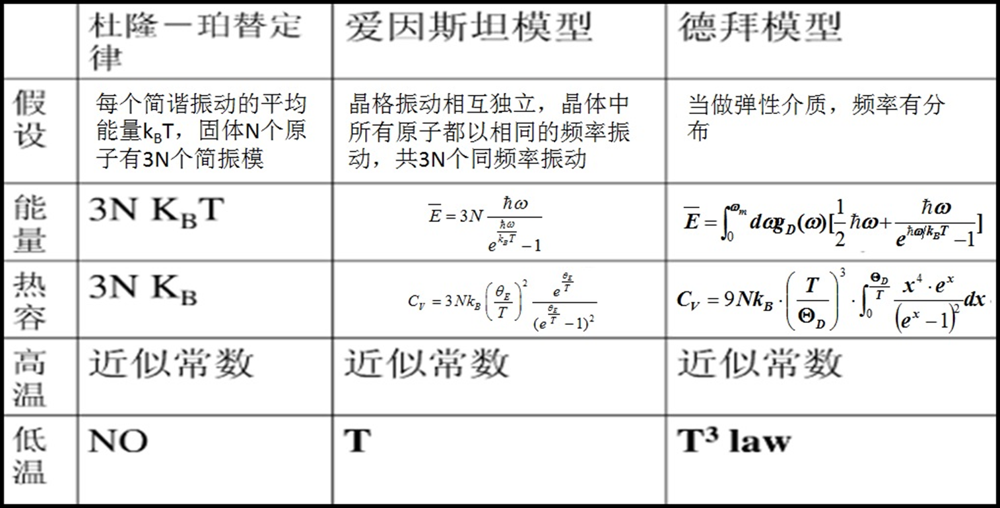 杜隆－珀替定
律
爱因斯坦模型
德拜模型
假
设
每个简谐振动的平均
能量k_BT，固体N个原
子有3N个简振模
晶格振动相互独立，晶体中
所有原子都以相同的频率振
动，共3N个同频率振动
当做弹性介质，频率有分
布
能
量
3N K_BT
\overline{E} = 3N \frac{\hbar\omega}{e^{\frac{\hbar\omega}{k_BT}} - 1}
\overline{E} = \int_0^{\omega_m} d\omega g_D(\omega)[\frac{1}{2}\hbar\omega + \frac{\hbar\omega}{e^{\hbar\omega/k_BT} - 1}]
热
容
3N K_B
C_V = 3Nk_B \left(\frac{\theta_E}{T}\right)^2 \frac{e^{\frac{\theta_E}{T}}}{(e^{\frac{\theta_E}{T}} - 1)^2}
C_V = 9Nk_B \cdot \left(\frac{T}{\Theta_D}\right)^3 \cdot \int_0^{\frac{\Theta_D}{T}} \frac{x^4 \cdot e^x}{(e^x - 1)^2} dx
高
温
近似常数
近似常数
近似常数
低
温
NO
T
T³ law